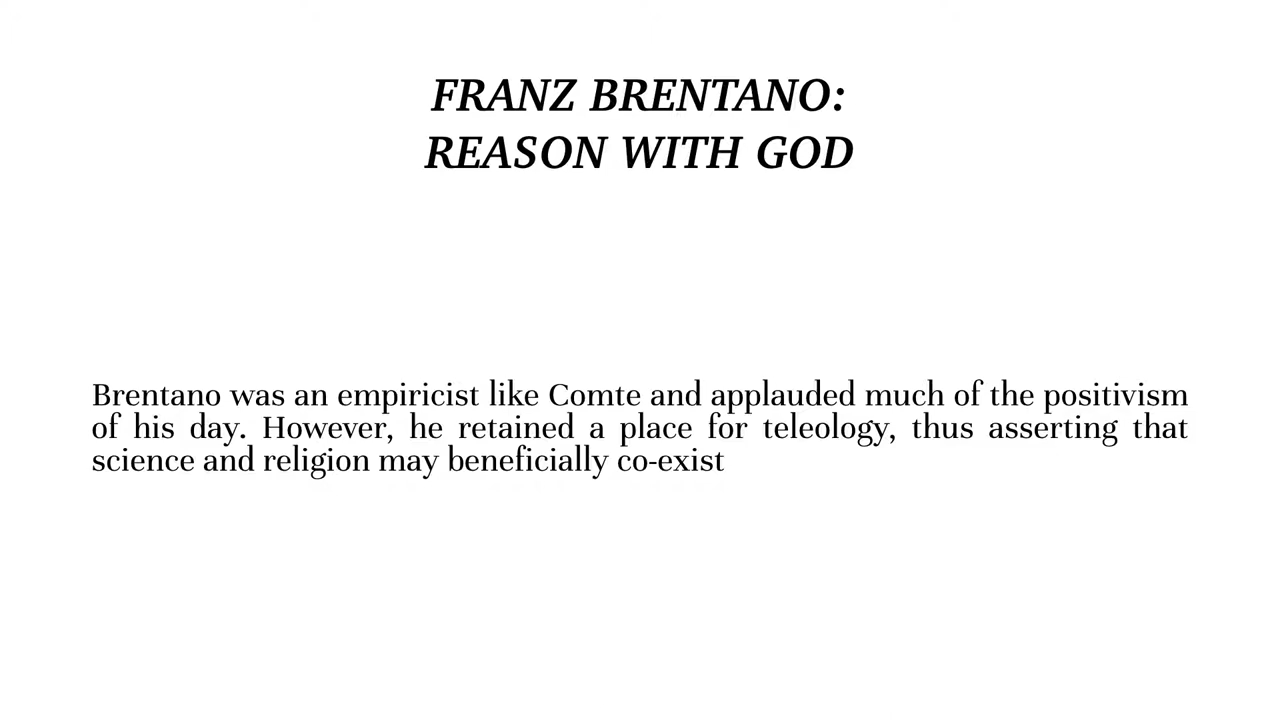 FRANZ BRENTANO:
REASON WITH GOD
Brentano was an empiricist like Comte and applauded much of the positivism
of his day. However, he retained a place for teleology, thus asserting that
science and religion may beneficially co-exist